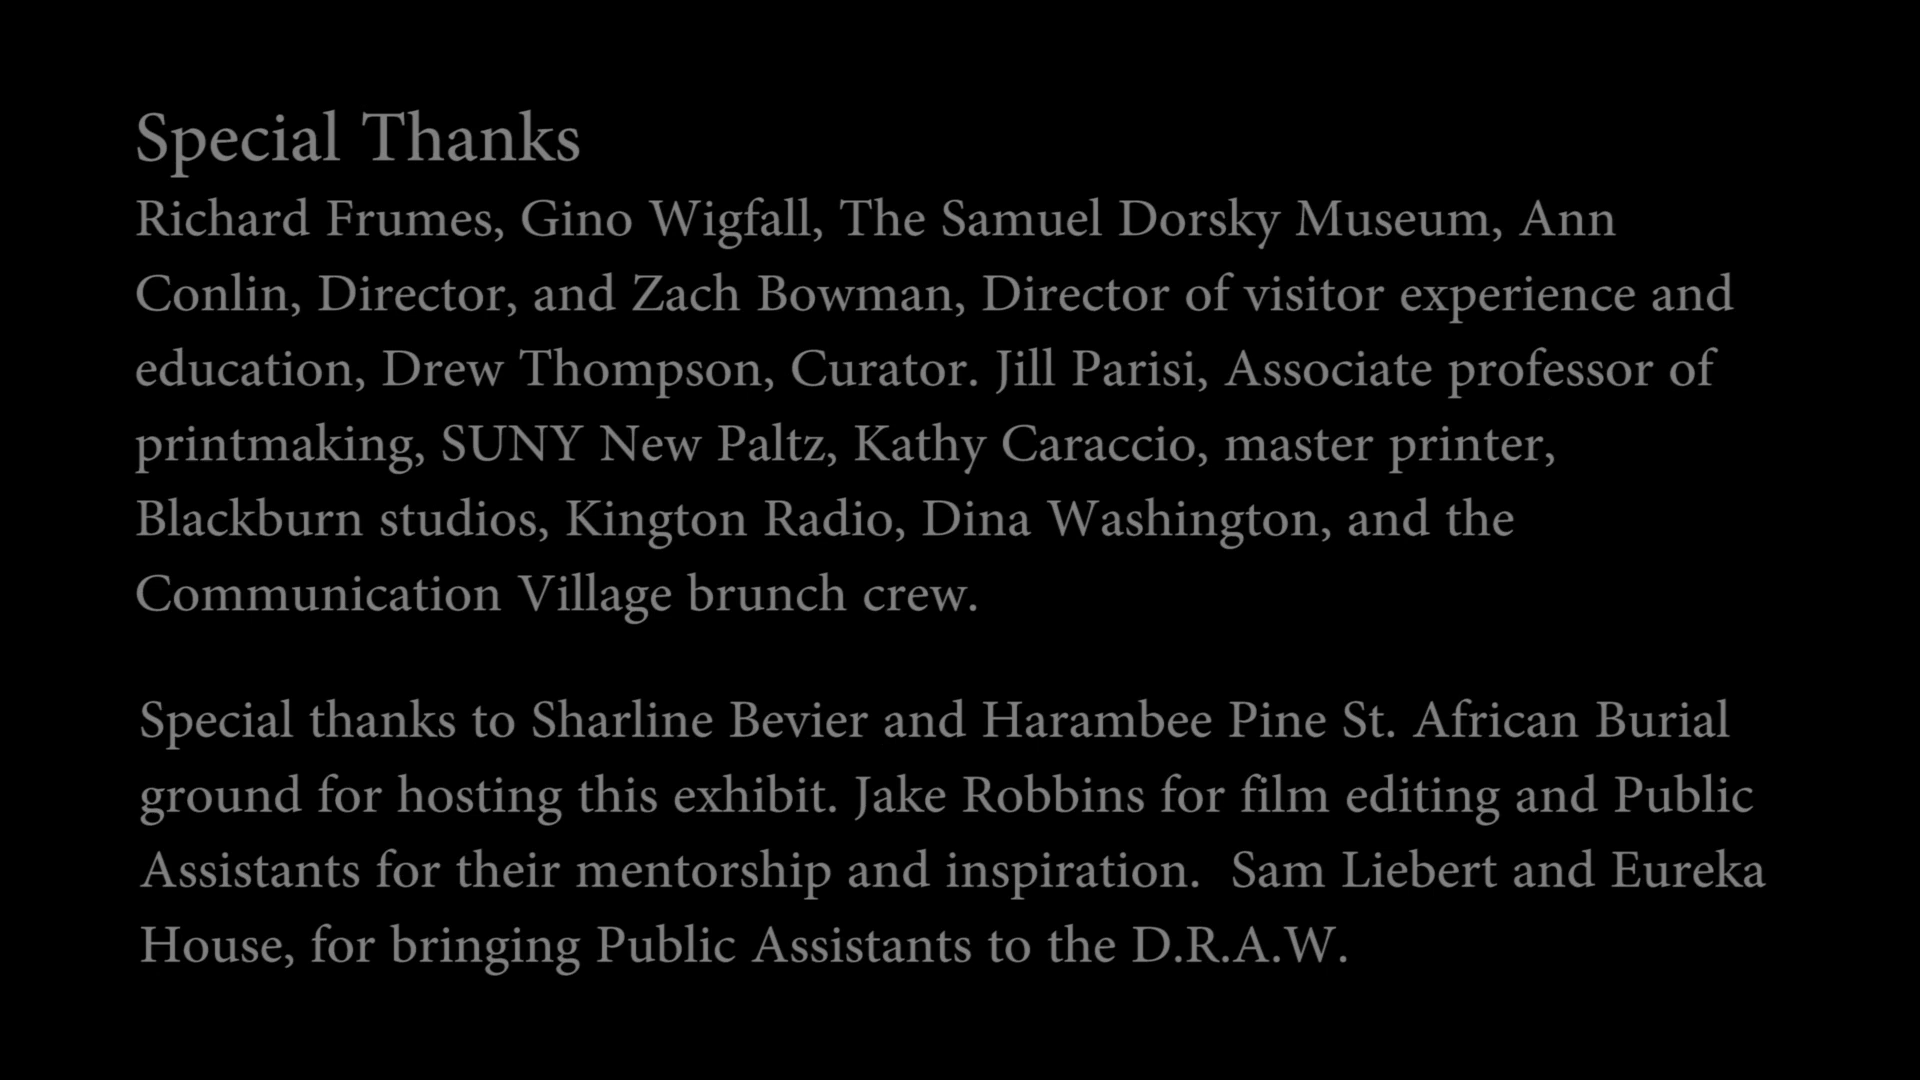 Special Thanks
Richard Frumes, Gino Wigfall, The Samuel Dorsky Museum, Ann
Conlin, Director, and Zach Bowman, Director of visitor experience and
education, Drew Thompson, Curator. Jill Parisi, Associate professor of
printmaking, SUNY New Paltz, Kathy Caraccio, master printer,
Blackburn studios, Kington Radio, Dina Washington, and the
Communication Village brunch crew.
Special thanks to Sharline Bevier and Harambee Pine St. African Burial
ground for hosting this exhibit. Jake Robbins for film editing and Public
Assistants for their mentorship and inspiration.  Sam Liebert and Eureka
House, for bringing Public Assistants to the D.R.A.W.